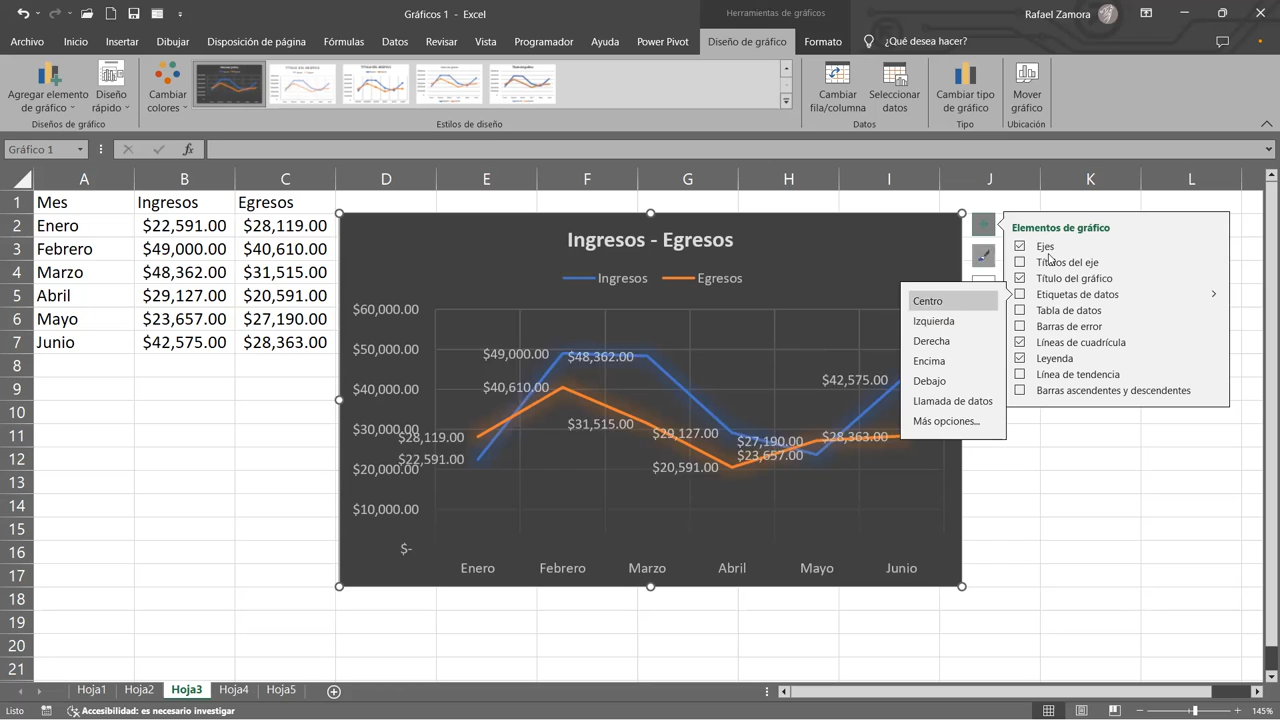 Gráficos 1 - Excel
Herramientas de gráficos
Rafael Zamora
Archivo Inicio Insertar Dibujar Disposición de página Fórmulas Datos Revisar Vista Programador Ayuda Power Pivot Diseño de gráfico Formato ¿Qué desea hacer?
Agregar elemento de gráfico
Diseño rápido
Cambiar colores
Cambiar fila/columna
Seleccionar datos
Cambiar tipo de gráfico
Mover gráfico
Diseños de gráfico Estilos de diseño Datos Tipo Ubicación
Gráfico 1 fx
A B C D E F G H I J K L
1 Mes Ingresos Egresos
2 Enero $22,591.00 $28,119.00
3 Febrero $49,000.00 $40,610.00
4 Marzo $48,362.00 $31,515.00
5 Abril $29,127.00 $20,591.00
6 Mayo $23,657.00 $27,190.00
7 Junio $42,575.00 $28,363.00
8
9
10
11
12
13
14
15
16
17
18
19
20
21
Ingresos - Egresos
Ingresos Egresos
$60,000.00
$50,000.00
$40,000.00
$30,000.00
$20,000.00
$10,000.00
$-
$49,000.00 $48,362.00
$42,575.00
$40,610.00
$31,515.00
$29,127.00
$28,119.00
$27,190.00 $28,363.00
$22,591.00
$23,657.00
$20,591.00
Enero Febrero Marzo Abril Mayo Junio
Elementos de gráfico
Ejes
Títulos del eje
Título del gráfico
Etiquetas de datos
Tabla de datos
Barras de error
Líneas de cuadrícula
Leyenda
Línea de tendencia
Barras ascendentes y descendentes
Centro
Izquierda
Derecha
Encima
Debajo
Llamada de datos
Más opciones...
Hoja1 Hoja2 Hoja3 Hoja4 Hoja5
Listo Accesibilidad: es necesario investigar 145%